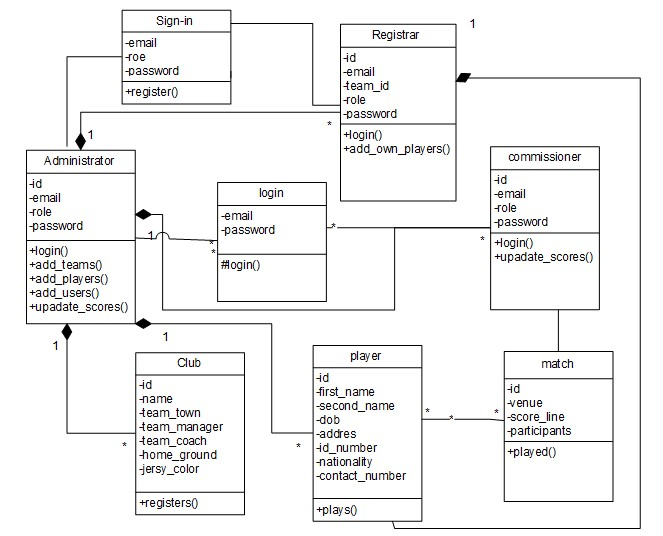 Sign-in
-email
-roe
-password
+register()
Registrar
-id
-email
-team_id
-role
-password
+login()
+add_own_players()
1
*
1
Administrator
-id
-email
-role
-password
+login()
+add_teams()
+add_players()
+add_users()
+upadate_scores()
login
-email
-password
#login()
1
*
*
*
*
commissioner
-id
-email
-role
-password
+login()
+upadate_scores()
1
1
Club
-id
-name
-team_town
-team_manager
-team_coach
-home_ground
-jersy_color
+registers()
*
*
player
-id
-first_name
-second_name
-dob
-addres
-id_number
-nationality
-contact_number
+plays()
*
*
*
match
-id
-venue
-score_line
-participants
+played()